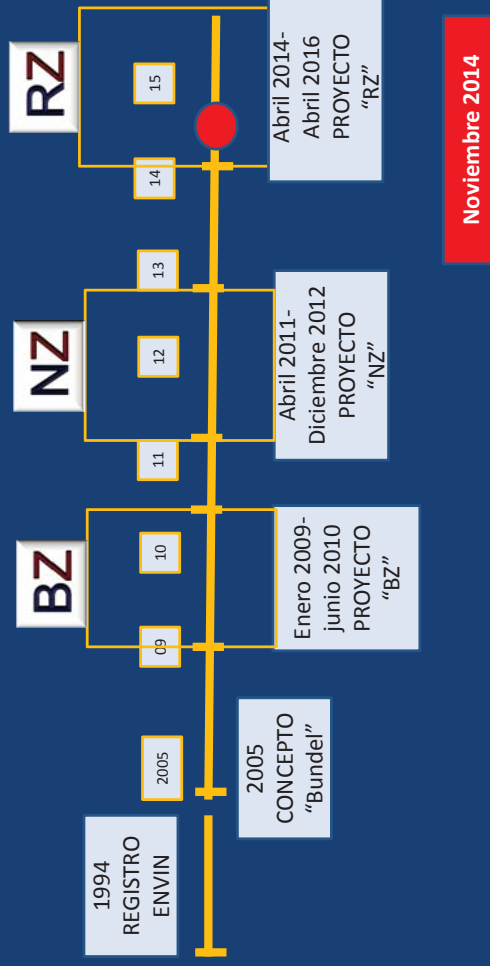 BZ
NZ
RZ
2005
09
10
11
12
13
14
15
1994
REGISTRO
ENVIN
2005
CONCEPTO
“Bundel”
Enero 2009-
junio 2010
PROYECTO
“BZ”
Abril 2011-
Diciembre 2012
PROYECTO
“NZ”
Abril 2014-
Abril 2016
PROYECTO
“RZ”
Noviembre 2014